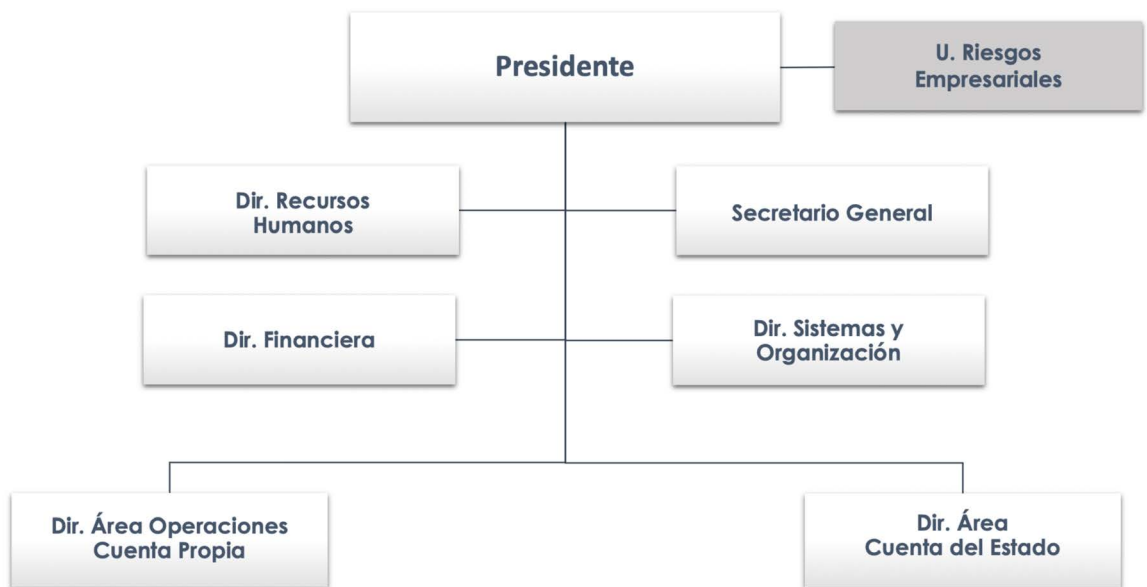 Presidente
U. Riesgos
Empresariales
Dir. Recursos
Humanos
Secretario General
Dir. Financiera
Dir. Sistemas y
Organización
Dir. Área Operaciones
Cuenta Propia
Dir. Área
Cuenta del Estado